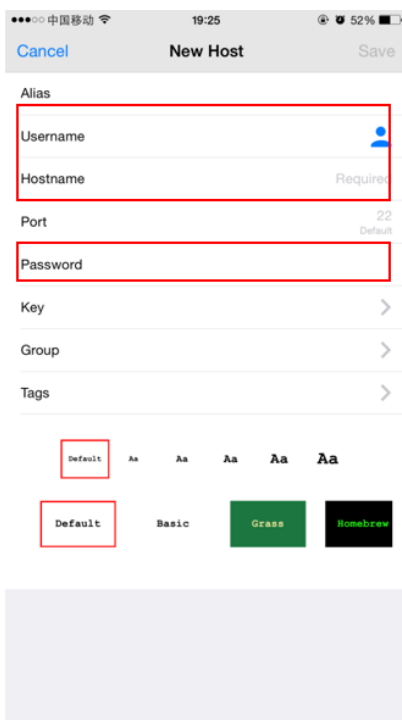 中国移动 19:25 52%
Cancel New Host Save
Alias
Username
Hostname Required
Port 22
Default
Password
Key
Group
Tags
Default Aa Aa Aa Aa Aa
Default Basic Grass Homebrew